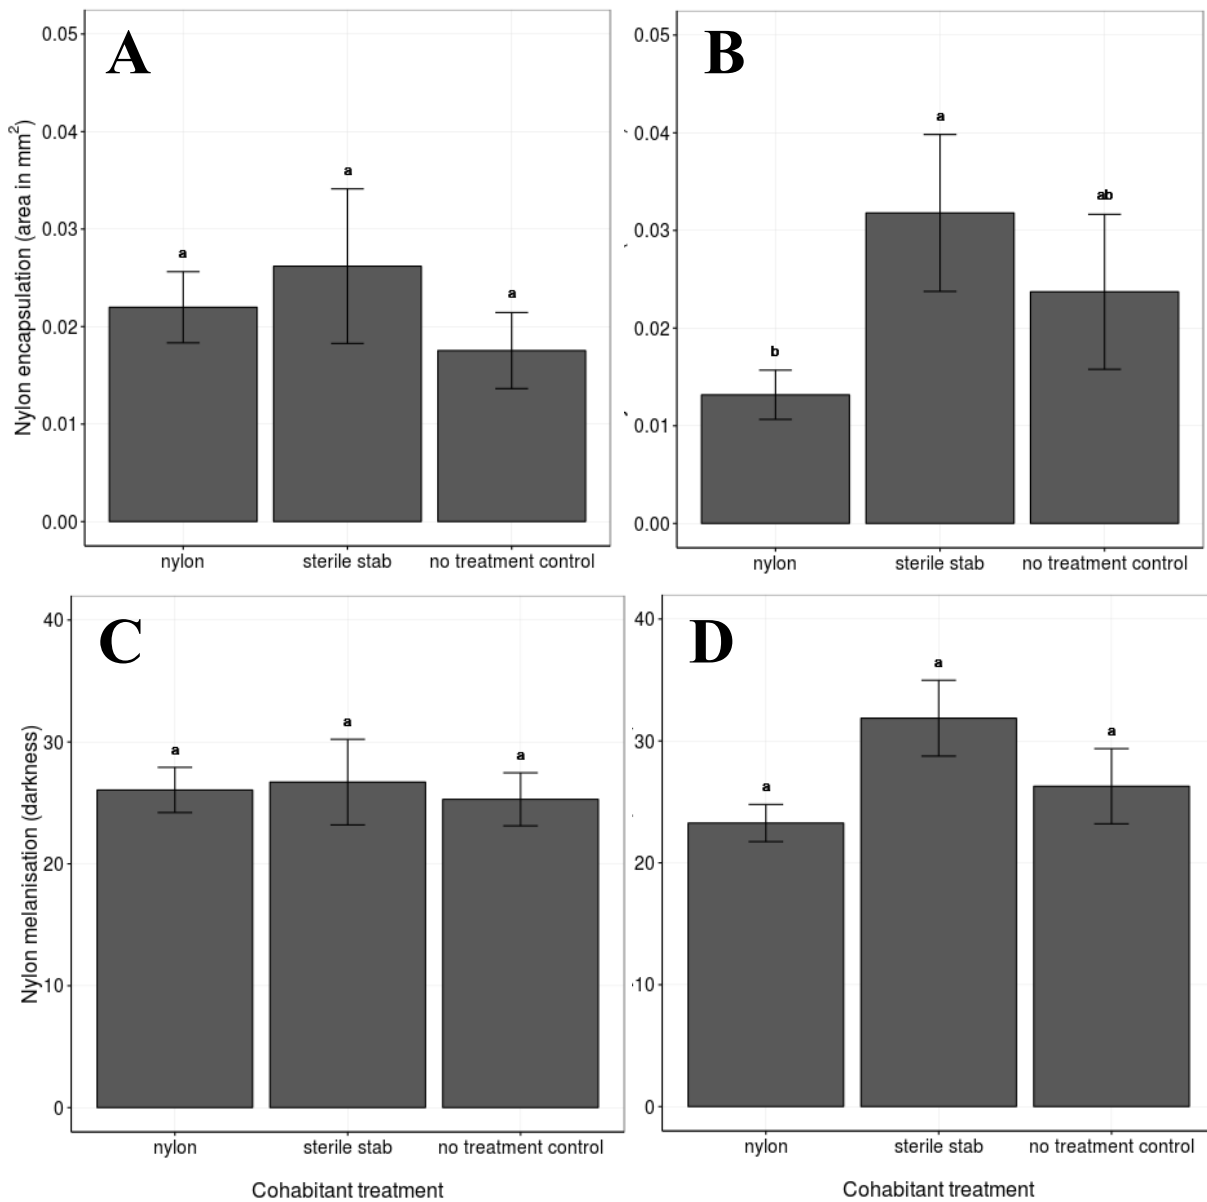 A
Nylon encapsulation (area in mm²)
0.05
0.04
0.03
0.02
0.01
0.00
a
a
a
nylon
sterile stab
no treatment control
B
0.05
0.04
0.03
0.02
0.01
0.00
b
a
ab
nylon
sterile stab
no treatment control
C
Nylon melanisation (darkness)
40
30
20
10
0
a
a
a
nylon
sterile stab
no treatment control
Cohabitant treatment
D
40
30
20
10
0
a
a
a
nylon
sterile stab
no treatment control
Cohabitant treatment